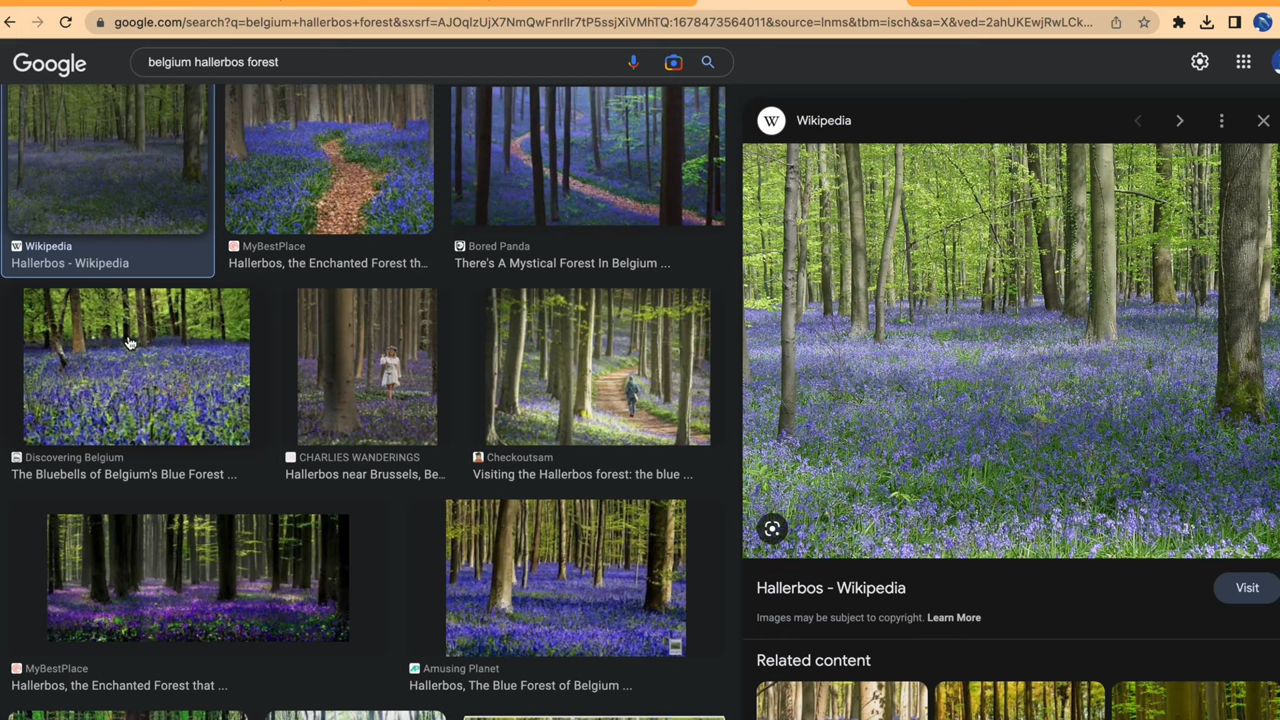 google.com/search?q=belgium+hallerbos+forest&sxsrf=AJOqlzUjX7NmQwFnrlIr7tP5ssjXiVMhTQ:1678473564011&source=lnms&tbm=isch&sa=X&ved=2ahUKEwjRwLCk...
Google
belgium hallerbos forest
W Wikipedia
Wikipedia
Hallerbos - Wikipedia
MyBestPlace
Hallerbos, the Enchanted Forest th...
Bored Panda
There's A Mystical Forest In Belgium ...
Discovering Belgium
The Bluebells of Belgium's Blue Forest ...
CHARLIES WANDERINGS
Hallerbos near Brussels, Be...
Checkoutsam
Visiting the Hallerbos forest: the blue ...
MyBestPlace
Hallerbos, the Enchanted Forest that ...
Amusing Planet
Hallerbos, The Blue Forest of Belgium ...
Hallerbos - Wikipedia
Visit
Images may be subject to copyright. Learn More
Related content